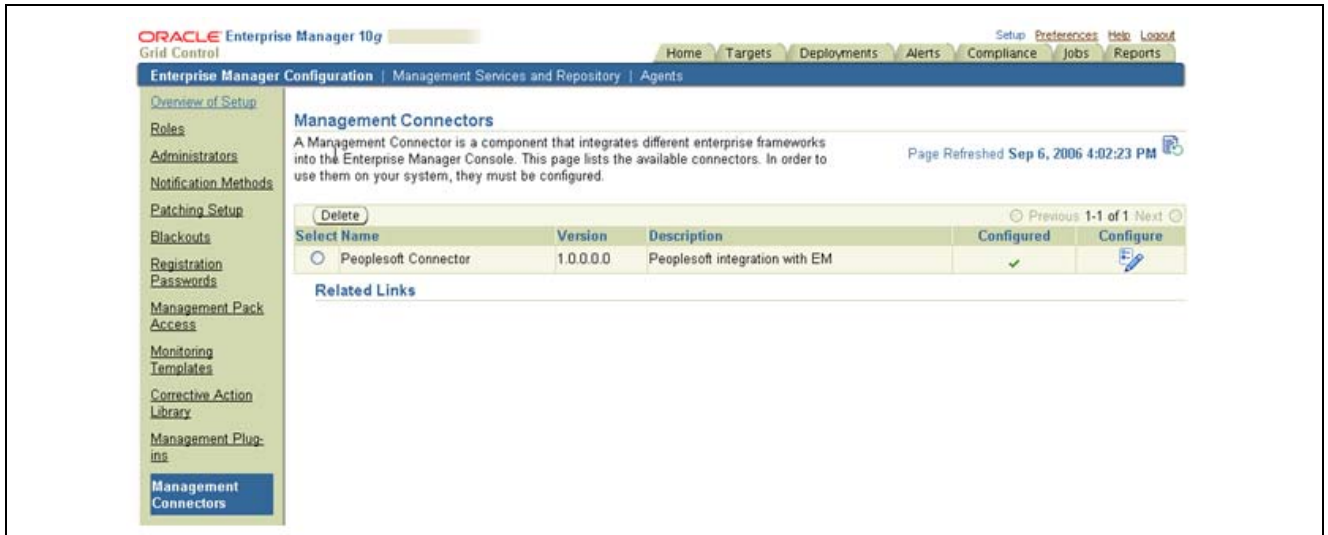 ORACLE Enterprise Manager 10g
Grid Control
Setup Preferences Help Logout
Home Targets Deployments Alerts Compliance Jobs Reports
Enterprise Manager Configuration | Management Services and Repository | Agents
Overview of Setup
Roles
Administrators
Notification Methods
Patching Setup
Blackouts
Registration
Passwords
Management Pack
Access
Monitoring
Templates
Corrective Action
Library
Management Plug-
ins
Management
Connectors
Management Connectors
A Management Connector is a component that integrates different enterprise frameworks
into the Enterprise Manager Console. This page lists the available connectors. In order to
use them on your system, they must be configured.
Page Refreshed Sep 6, 2006 4:02:23 PM
Delete
Previous 1-1 of 1 Next
Select Name Version Description Configured Configure
Peoplesoft Connector 1.0.0.0.0 Peoplesoft integration with EM
Related Links